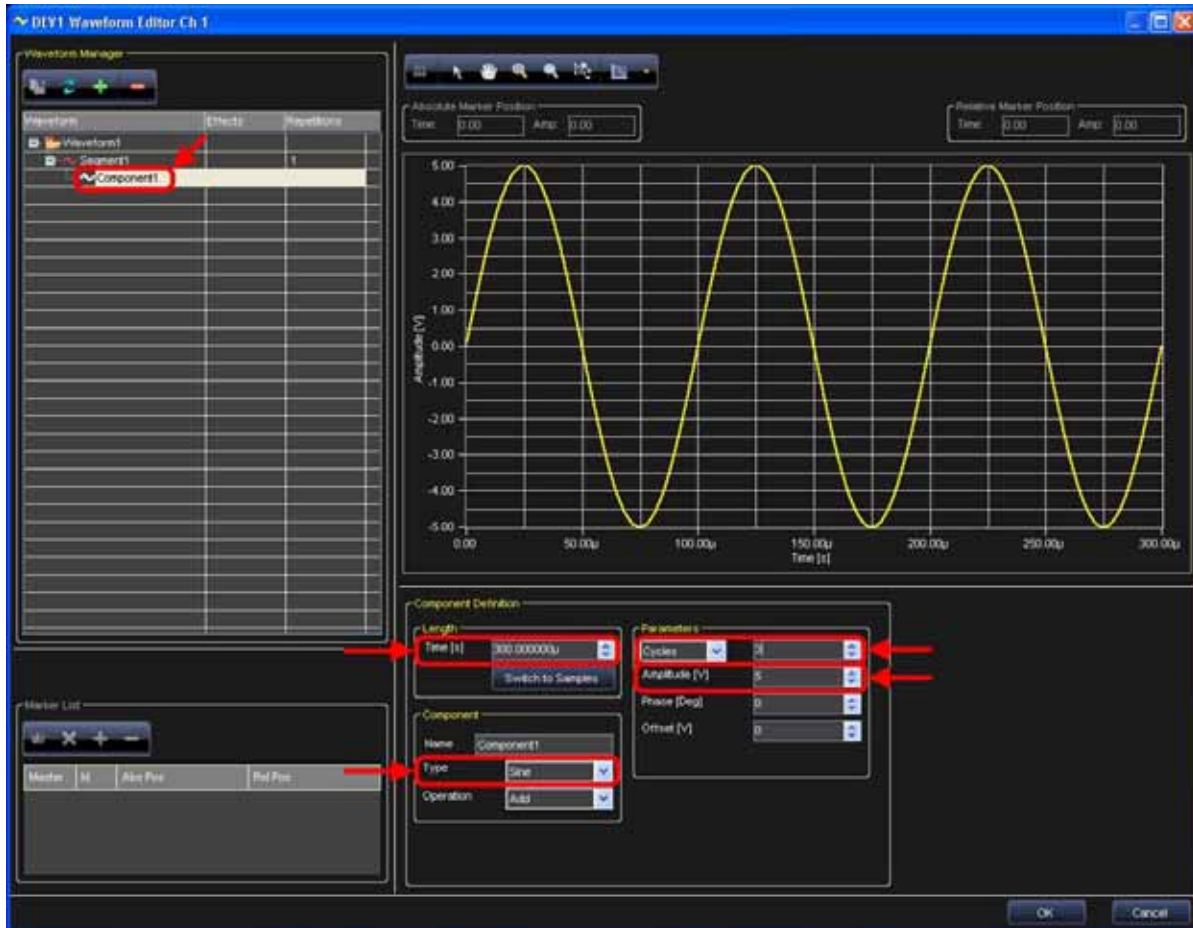 DEV1 Waveform Editor Ch 1
Waveform Manager
Waveform Effects Repetitions
Waveform1
Segment1 1
Component1
Absolute Marker Position
Time: 0.00 Amp: 0.00
Relative Marker Position
Time: 0.00 Amp: 0.00
5.00
4.00
3.00
2.00
1.00
0.00
-1.00
-2.00
-3.00
-4.00
-5.00
Amplitude [V]
0.00 50.00µ 100.00µ 150.00µ 200.00µ 250.00µ 300.00µ
Time [s]
Component Definition
Length
Time [s] 300.000000µ
Switch to Samples
Parameters
Cycles 3
Amplitude [V] 5
Phase [Deg] 0
Offset [V] 0
Component
Name Component1
Type Sine
Operation Add
Marker List
Master Id Abs Pos Rel Pos
OK Cancel